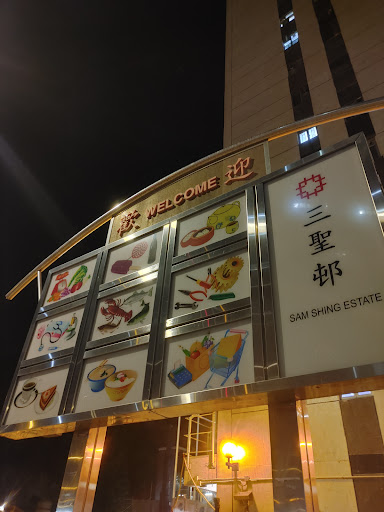 歡 WELCOME 迎
三聖邨
SAM SHING ESTATE